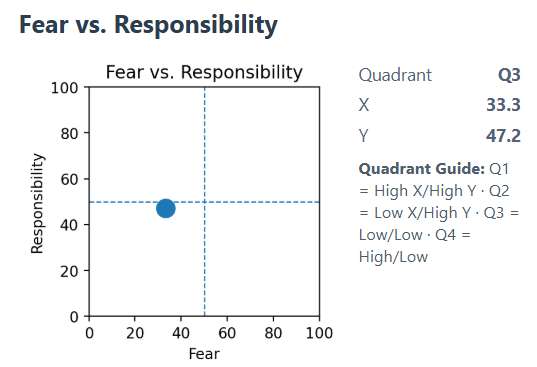 Fear vs. Responsibility
Fear vs. Responsibility
100
80
60
40
20
0
Responsibility
0 20 40 60 80 100
Fear
Quadrant Q3
X 33.3
Y 47.2
Quadrant Guide: Q1
= High X/High Y · Q2
= Low X/High Y · Q3 =
Low/Low · Q4 =
High/Low